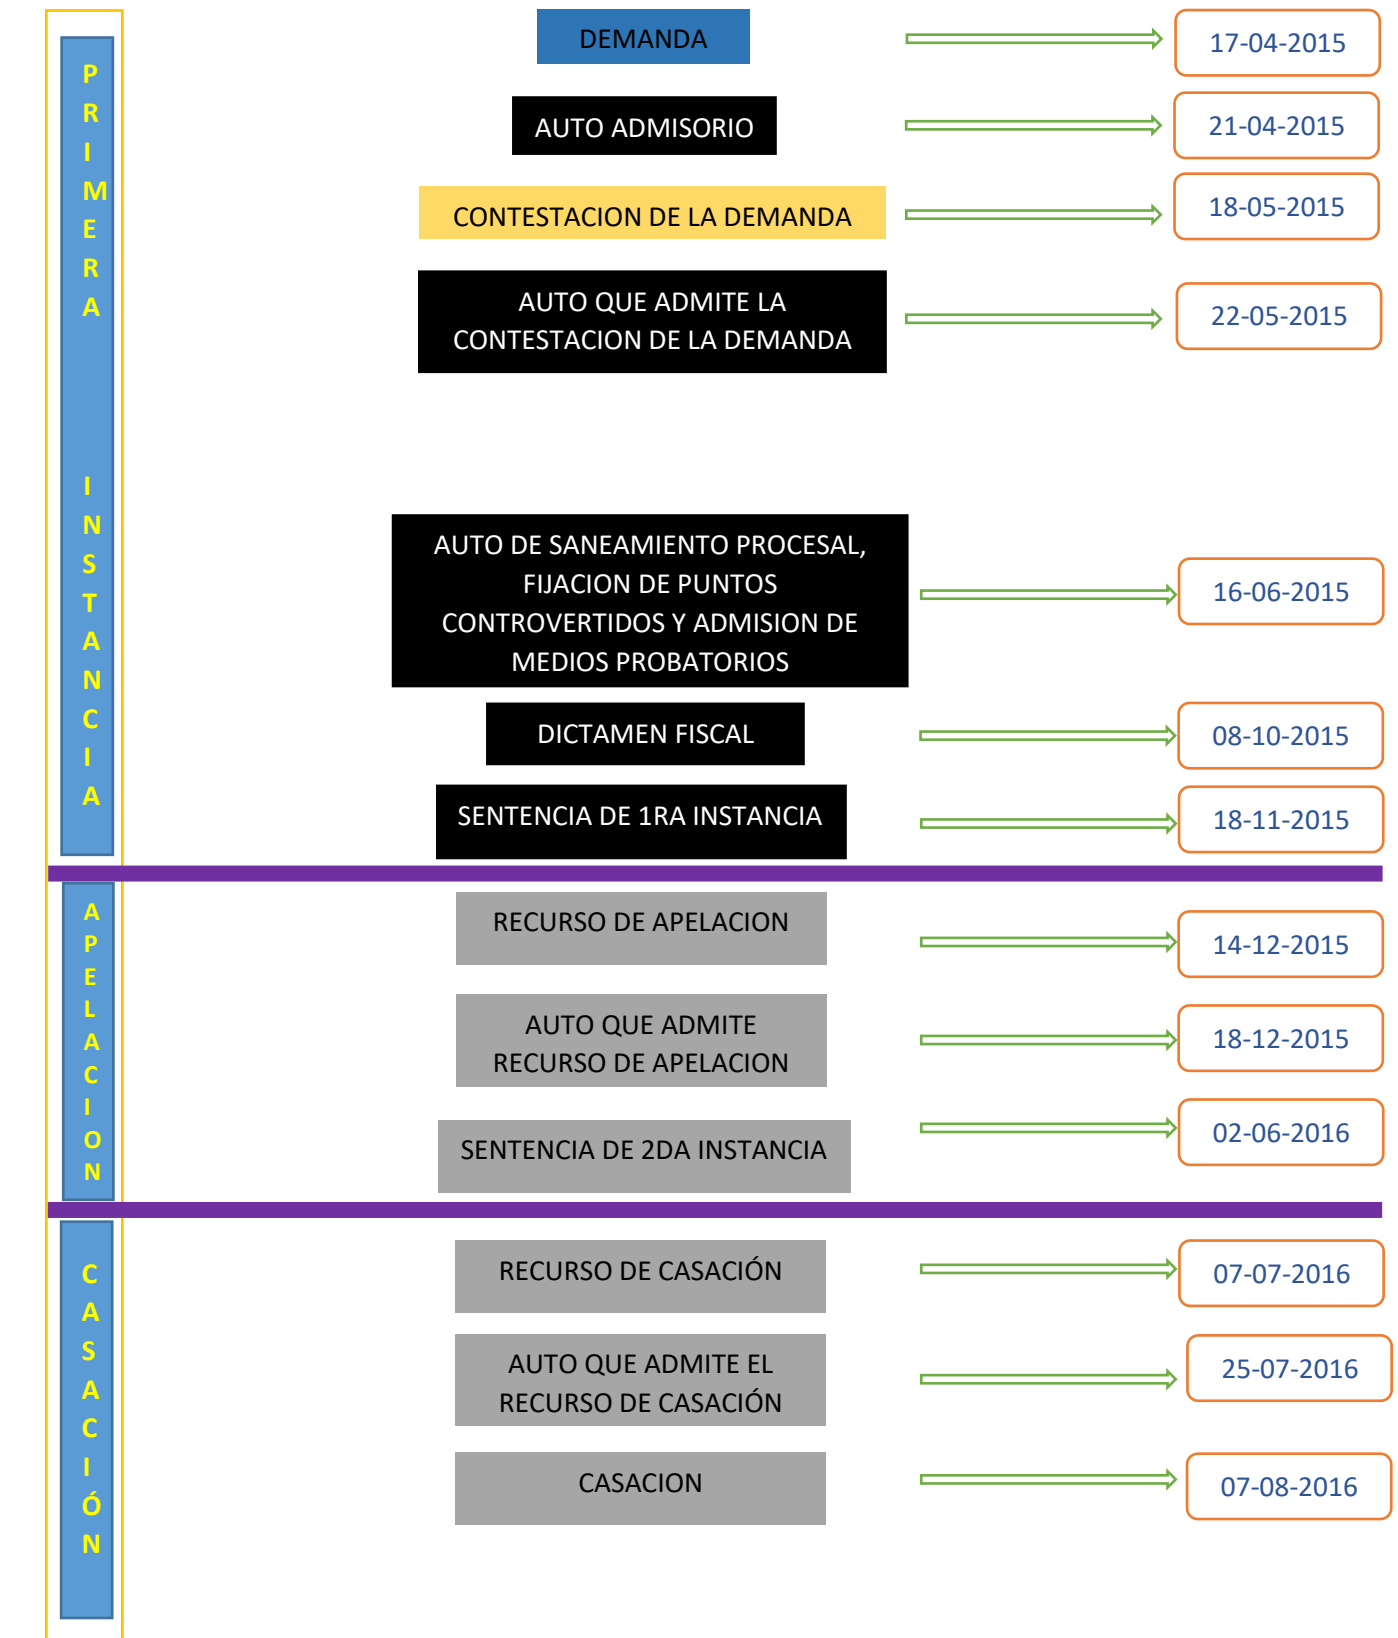 PRIMERA
INSTANCIA
DEMANDA
17-04-2015
AUTO ADMISORIO
21-04-2015
CONTESTACION DE LA DEMANDA
18-05-2015
AUTO QUE ADMITE LA
CONTESTACION DE LA DEMANDA
22-05-2015
AUTO DE SANEAMIENTO PROCESAL,
FIJACION DE PUNTOS
CONTROVERTIDOS Y ADMISION DE
MEDIOS PROBATORIOS
16-06-2015
DICTAMEN FISCAL
08-10-2015
SENTENCIA DE 1RA INSTANCIA
18-11-2015
APELACION
RECURSO DE APELACION
14-12-2015
AUTO QUE ADMITE
RECURSO DE APELACION
18-12-2015
SENTENCIA DE 2DA INSTANCIA
02-06-2016
CASACIÓN
RECURSO DE CASACIÓN
07-07-2016
AUTO QUE ADMITE EL
RECURSO DE CASACIÓN
25-07-2016
CASACION
07-08-2016